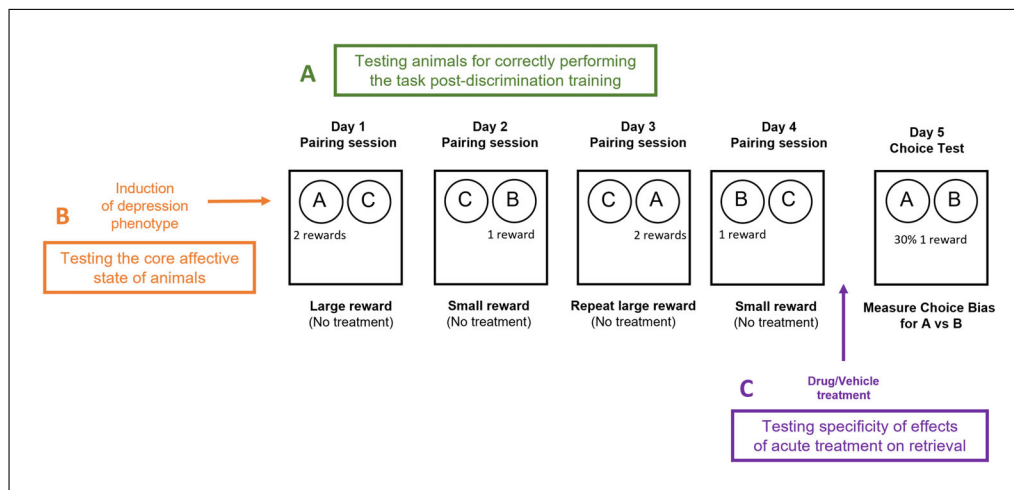 A
Testing animals for correctly performing
the task post-discrimination training
Day 1
Pairing session
Day 2
Pairing session
Day 3
Pairing session
Day 4
Pairing session
Day 5
Choice Test
B
Induction
of depression
phenotype
Testing the core affective
state of animals
A C
2 rewards
C B
1 reward
C A
2 rewards
B C
1 reward
A B
30% 1 reward
Large reward
(No treatment)
Small reward
(No treatment)
Repeat large reward
(No treatment)
Small reward
(No treatment)
Measure Choice Bias
for A vs B
C
Drug/Vehicle
treatment
Testing specificity of effects
of acute treatment on retrieval